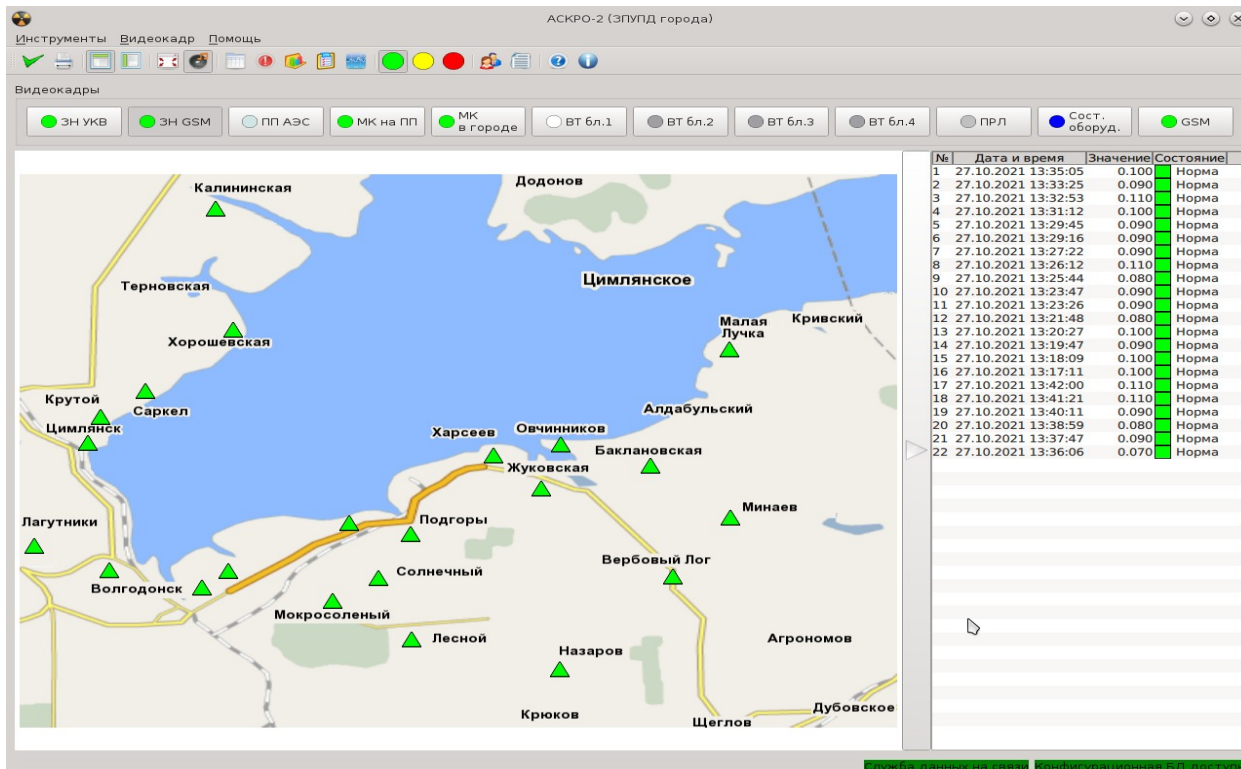 АСКРО-2 (ЗПУПД города)
Инструменты Видеокадр Помощь
Видеокадры
ЗН УКВ ЗН GSM ПП АЭС МК на ПП МК в городе ВТ бл.1 ВТ бл.2 ВТ бл.3 ВТ бл.4 ПРЛ Сост. оборуд. GSM
№ Дата и время Значение Состояние
1 27.10.2021 13:35:05 0.100 Норма
2 27.10.2021 13:33:25 0.090 Норма
3 27.10.2021 13:32:53 0.110 Норма
4 27.10.2021 13:31:12 0.100 Норма
5 27.10.2021 13:29:45 0.090 Норма
6 27.10.2021 13:29:16 0.090 Норма
7 27.10.2021 13:27:22 0.090 Норма
8 27.10.2021 13:26:12 0.110 Норма
9 27.10.2021 13:25:44 0.080 Норма
10 27.10.2021 13:23:47 0.090 Норма
11 27.10.2021 13:23:26 0.090 Норма
12 27.10.2021 13:21:48 0.080 Норма
13 27.10.2021 13:20:27 0.100 Норма
14 27.10.2021 13:19:47 0.090 Норма
15 27.10.2021 13:18:09 0.100 Норма
16 27.10.2021 13:17:11 0.100 Норма
17 27.10.2021 13:42:00 0.110 Норма
18 27.10.2021 13:41:21 0.110 Норма
19 27.10.2021 13:40:11 0.090 Норма
20 27.10.2021 13:38:59 0.080 Норма
21 27.10.2021 13:37:47 0.090 Норма
22 27.10.2021 13:36:06 0.070 Норма
Калининская
Додонов
Терновская
Цимлянское
Хорошевская
Малая
Лучка
Кривский
Крутой
Саркел
Цимлянск
Алдабульский
Харсеев
Овчинников
Баклановская
Жуковская
Минаев
Лагутники
Подгоры
Вербовый Лог
Солнечный
Волгодонск
Мокросоленый
Лесной
Агрономов
Назаров
Крюков
Дубовское
Щеглов
Служба данных на связи Конфигурационная БД доступн